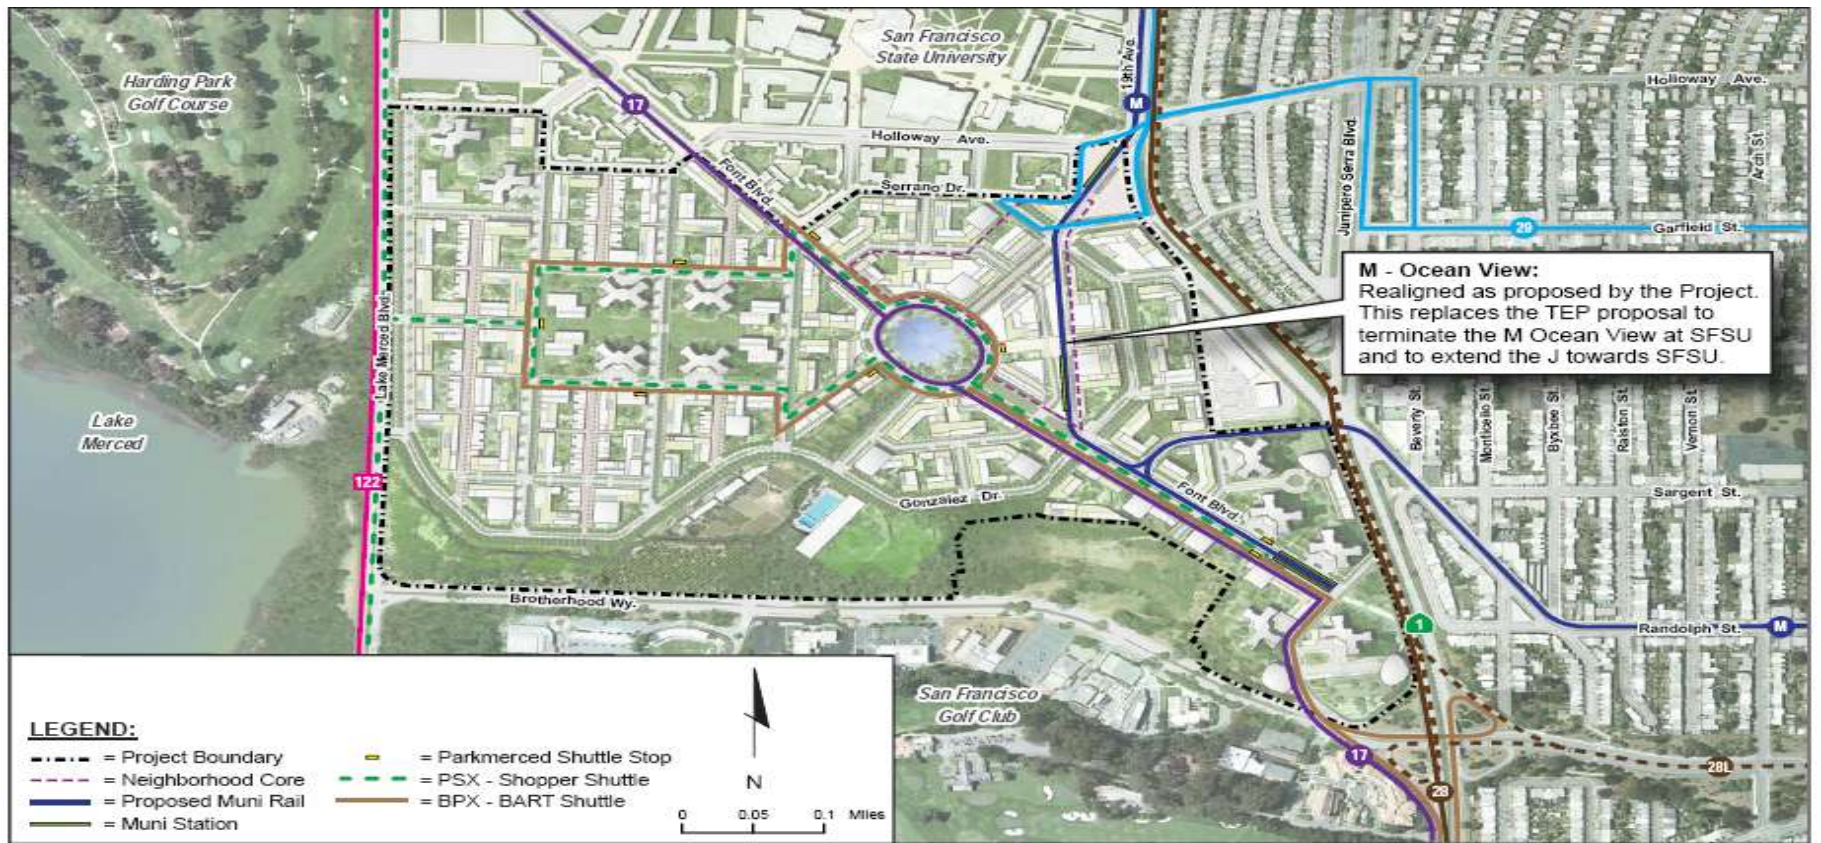 Harding Park
Golf Course
San Francisco
State University
19th Ave.
Holloway Ave.
17
M
Holloway Ave.
Font Blvd.
Serrano Dr.
Junipero Serra Blvd.
Arch St.
29
Garfield St.
M - Ocean View:
Realigned as proposed by the Project.
This replaces the TEP proposal to
terminate the M Ocean View at SFSU
and to extend the J towards SFSU.
Lake Merced Blvd.
Lake
Merced
Beverly St.
Monticello St.
Byxbee St.
Ralston St.
Vernon St.
122
Gonzalez Dr.
Font Blvd.
Sargent St.
Brotherhood Wy.
1
Randolph St.
M
San Francisco
Golf Club
17
28L
28
LEGEND:
= Project Boundary
= Neighborhood Core
= Proposed Muni Rail
= Muni Station
= Parkmerced Shuttle Stop
= PSX - Shopper Shuttle
= BPX - BART Shuttle
N
0 0.05 0.1 Miles